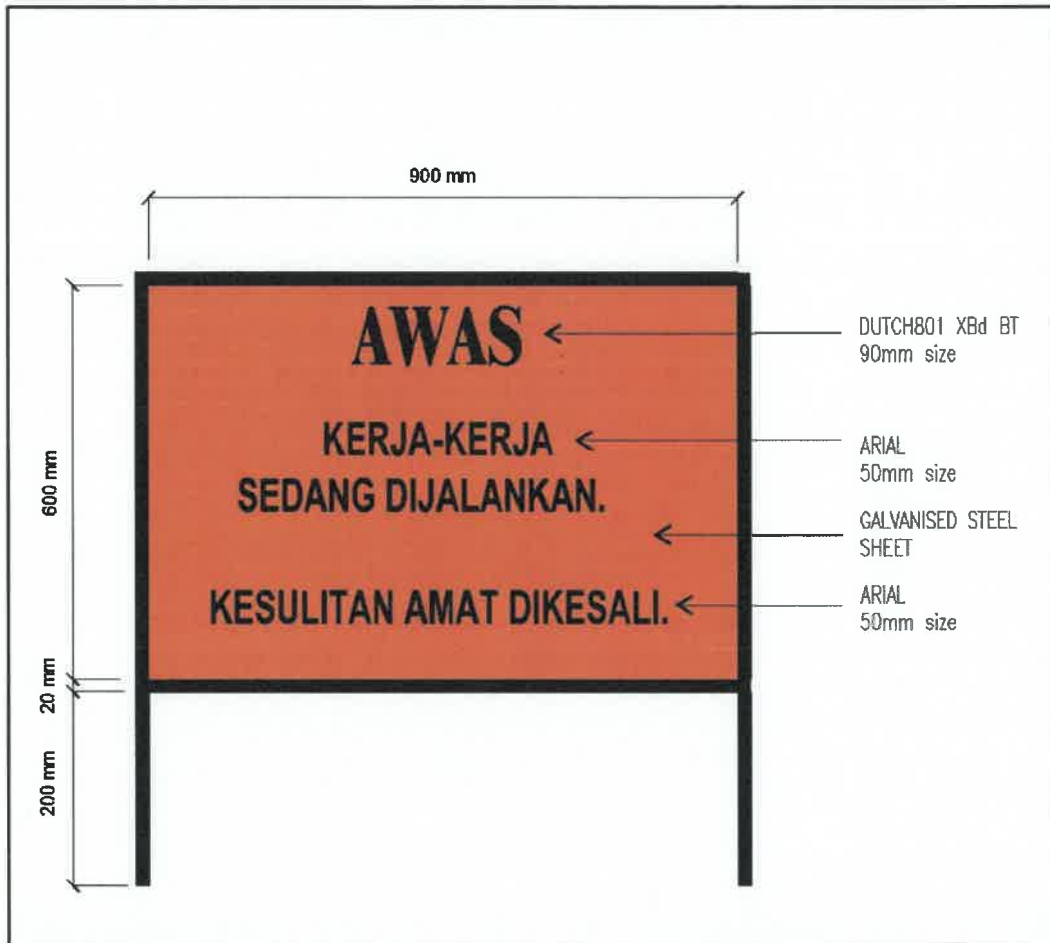 900 mm
AWAS
DUTCH801 XBd BT
90mm size
KERJA-KERJA
SEDANG DIJALANKAN.
ARIAL
50mm size
600 mm
GALVANISED STEEL
SHEET
KESULITAN AMAT DIKESALI.
ARIAL
50mm size
20 mm
200 mm